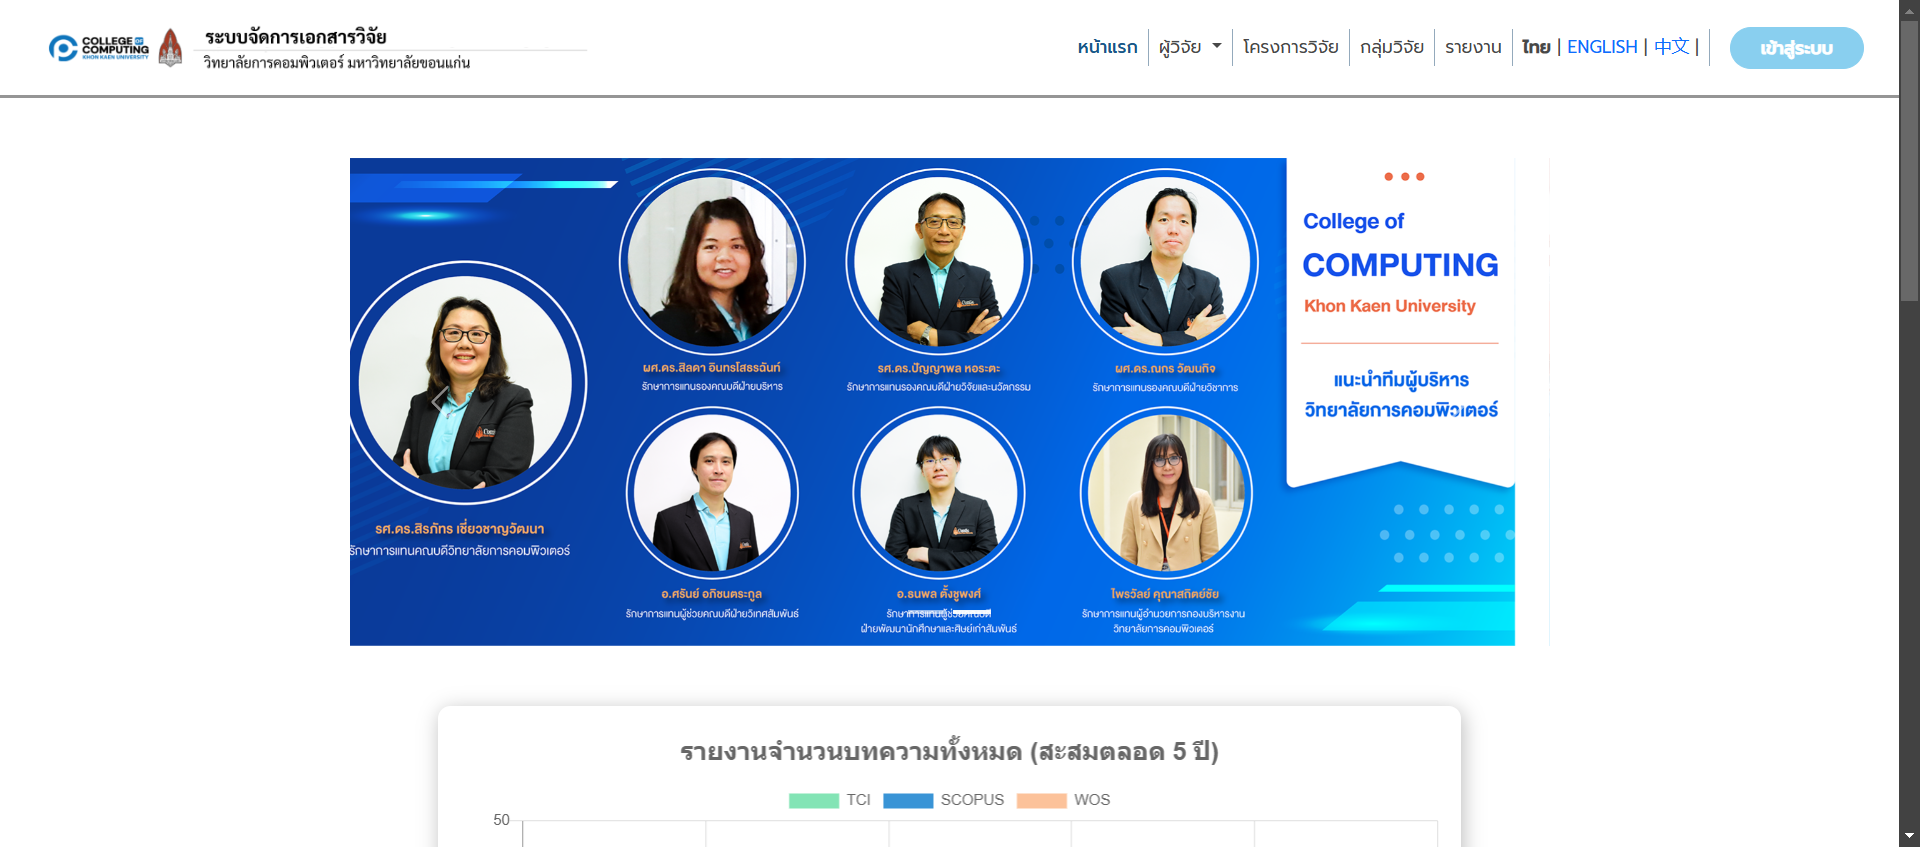 COLLEGE OF
COMPUTING
KHON KAEN UNIVERSITY
ระบบจัดการเอกสารวิจัย
วิทยาลัยการคอมพิวเตอร์ มหาวิทยาลัยขอนแก่น
หน้าแรก
ผู้วิจัย
โครงการวิจัย
กลุ่มวิจัย
รายงาน
ไทย | ENGLISH | 中文 |
เข้าสู่ระบบ
College of
COMPUTING
Khon Kaen University
แนะนำทีมผู้บริหาร
วิทยาลัยการคอมพิวเตอร์
ผศ.ดร.สิลดา อินทรโสธรฉันท์
รักษาการแทนรองคณบดีฝ่ายบริหาร
รศ.ดร.ปัญญาพล หอระตะ
รักษาการแทนรองคณบดีฝ่ายวิจัยและนวัตกรรม
ผศ.ดร.ณกร วัฒนกิจ
รักษาการแทนรองคณบดีฝ่ายวิชาการ
รศ.ดร.สิรภัทร เชี่ยวชาญวัฒนา
รักษาการแทนคณบดีวิทยาลัยการคอมพิวเตอร์
อ.ศรันย์ อภิชนตระกูล
รักษาการแทนผู้ช่วยคณบดีฝ่ายวิเทศสัมพันธ์
อ.ธนพล ตั้งชูพงศ์
รักษาการแทนผู้ช่วยคณบดี
ฝ่ายพัฒนานักศึกษาและศิษย์เก่าสัมพันธ์
ไพรวัลย์ คุณาสถิตย์ชัย
รักษาการแทนผู้อำนวยการกองบริหารงาน
วิทยาลัยการคอมพิวเตอร์
รายงานจำนวนบทความทั้งหมด (สะสมตลอด 5 ปี)
TCI SCOPUS WOS
50